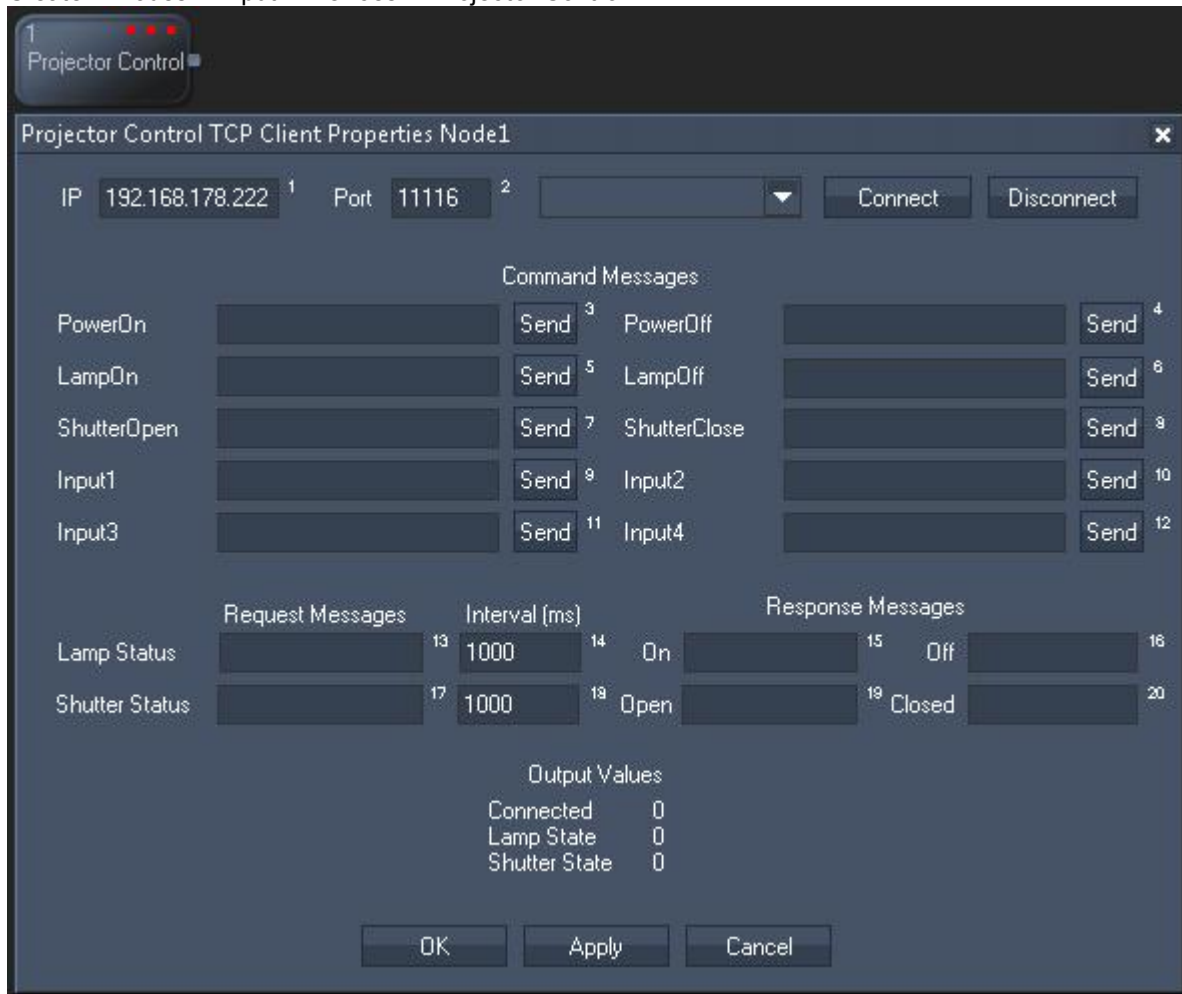 1
Projector Control
Projector Control TCP Client Properties Node1
IP 192.168.178.222 1 Port 11116 2 Connect Disconnect
Command Messages
PowerOn Send 3 PowerOff Send 4
LampOn Send 5 LampOff Send 6
ShutterOpen Send 7 ShutterClose Send 8
Input1 Send 9 Input2 Send 10
Input3 Send 11 Input4 Send 12
Request Messages Interval (ms) Response Messages
Lamp Status 13 1000 14 On 15 Off 16
Shutter Status 17 1000 18 Open 19 Closed 20
Output Values
Connected 0
Lamp State 0
Shutter State 0
OK Apply Cancel